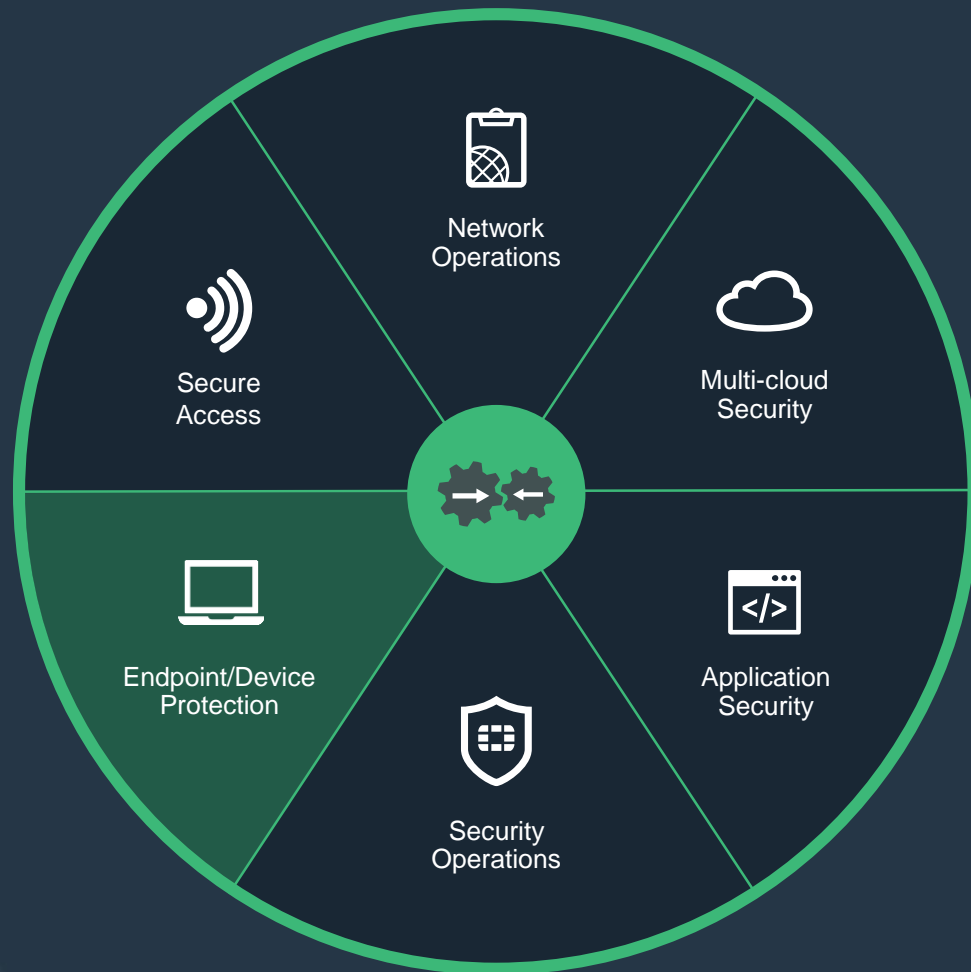 Network
Operations
Multi-cloud
Security
</>
Application
Security
Security
Operations
Endpoint/Device
Protection
Secure
Access